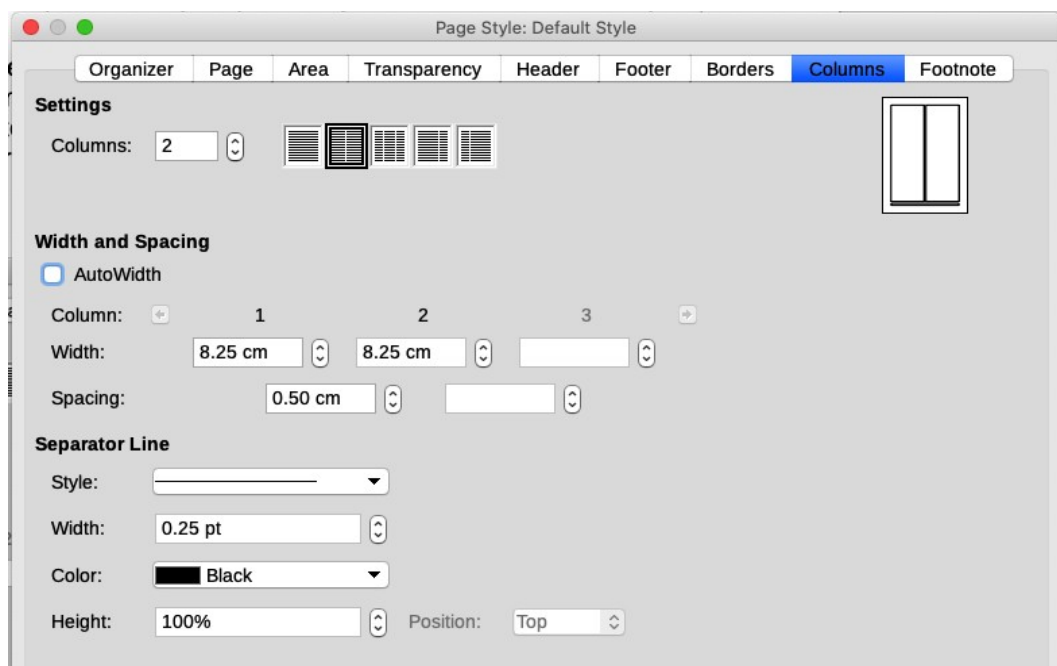 Page Style: Default Style
Organizer Page Area Transparency Header Footer Borders Columns Footnote
Settings
Columns: 2
Width and Spacing
AutoWidth
Column: 1 2 3
Width: 8.25 cm 8.25 cm
Spacing: 0.50 cm
Separator Line
Style:
Width: 0.25 pt
Color: Black
Height: 100% Position: Top